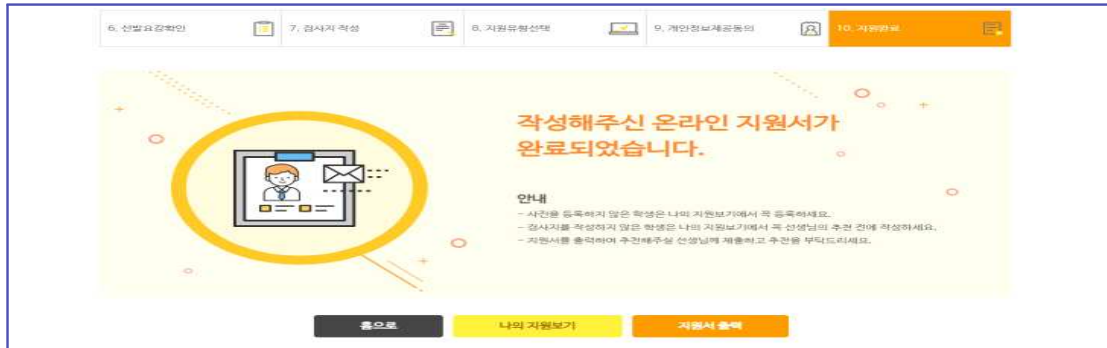 6. 선발요강확인
7. 검사지 작성
8. 지원유형선택
9. 개인정보제공동의
10. 지원완료
작성해주신 온라인 지원서가
완료되었습니다.
안내
- 사진을 등록하지 않은 학생은 나의 지원보기에서 꼭 등록하세요.
- 검사지를 작성하지 않은 학생은 나의 지원보기에서 꼭 선생님의 추천 전에 작성하세요.
- 지원서를 출력하여 추천해주실 선생님께 제출하고 추천을 부탁드리세요.
홈으로
나의 지원보기
지원서 출력